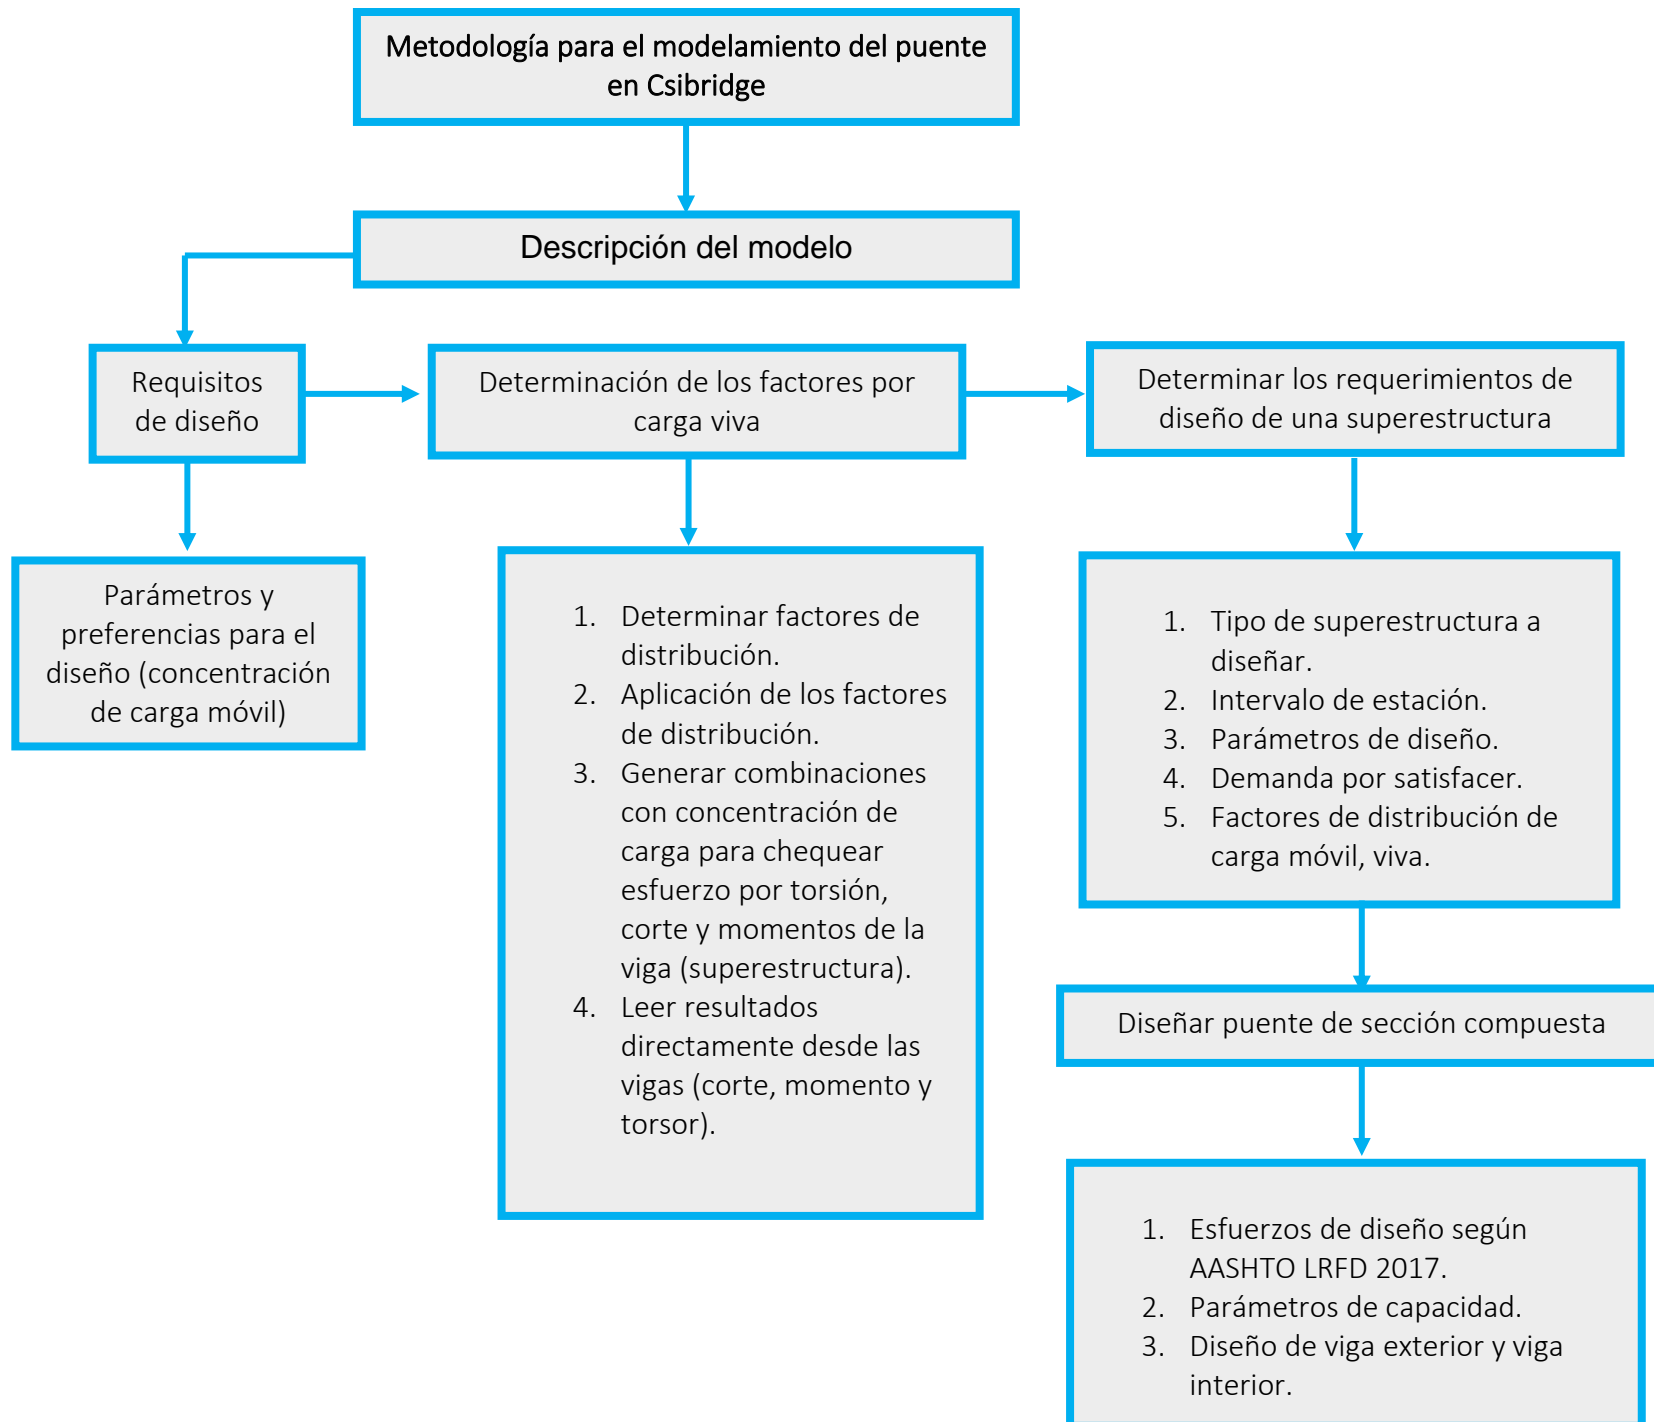 Metodología para el modelamiento del puente
en Csibridge
Descripción del modelo
Requisitos
de diseño
Determinación de los factores por
carga viva
Determinar los requerimientos de
diseño de una superestructura
Parámetros y
preferencias para el
diseño (concentración
de carga móvil)
1. Determinar factores de
distribución.
2. Aplicación de los factores
de distribución.
3. Generar combinaciones
con concentración de
carga para chequear
esfuerzo por torsión,
corte y momentos de la
viga (superestructura).
4. Leer resultados
directamente desde las
vigas (corte, momento y
torsor).
1. Tipo de superestructura a
diseñar.
2. Intervalo de estación.
3. Parámetros de diseño.
4. Demanda por satisfacer.
5. Factores de distribución de
carga móvil, viva.
Diseñar puente de sección compuesta
1. Esfuerzos de diseño según
AASHTO LRFD 2017.
2. Parámetros de capacidad.
3. Diseño de viga exterior y viga
interior.